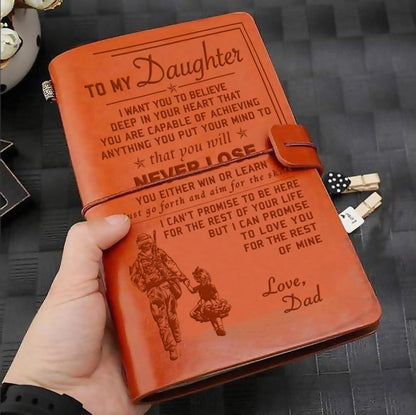 TO MY Daughter
I WANT YOU TO BELIEVE
DEEP IN YOUR HEART THAT
YOU ARE CAPABLE OF ACHIEVING
ANYTHING YOU PUT YOUR MIND TO
that you will
NEVER LOSE
YOU EITHER WIN OR LEARN
just go forth and aim for the skies
I CAN'T PROMISE TO BE HERE
FOR THE REST OF YOUR LIFE
BUT I CAN PROMISE
TO LOVE YOU
FOR THE REST
OF MINE
Love,
Dad